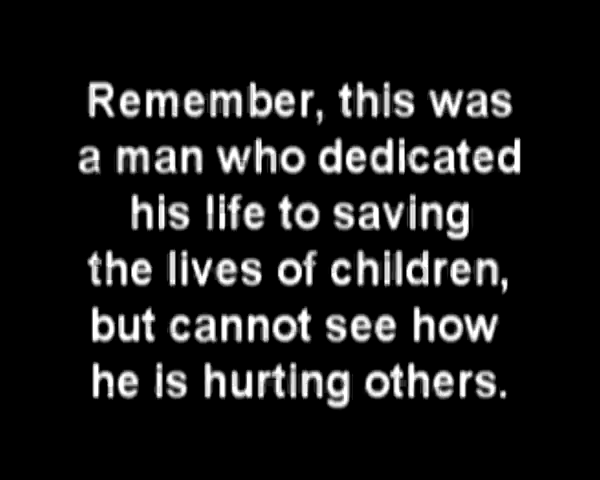 Remember, this was
a man who dedicated
his life to saving
the lives of children,
but cannot see how
he is hurting others.